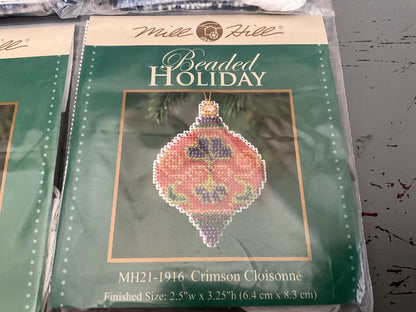 Mill Hill
Beaded
HOLIDAY
MH21-1916 Crimson Cloisonné
Finished Size: 2.5"w x 3.25"h (6.4 cm x 8.3 cm)
Hill
Y